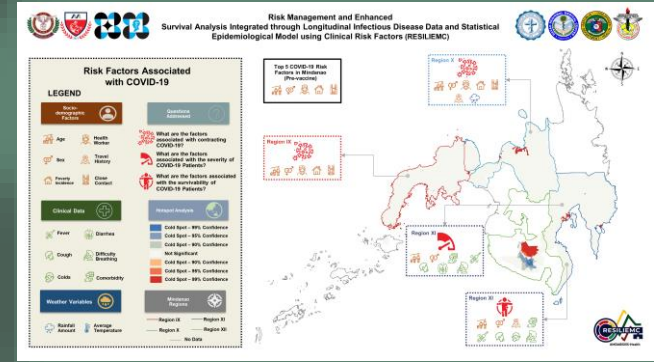 Risk Management and Enhanced
Survival Analysis Integrated through Longitudinal Infectious Disease Data and Statistical
Epidemiological Model using Clinical Risk Factors (RESILIEMC)
Risk Factors Associated
with COVID-19
LEGEND
Socio-
demographic
Factors
Questions
Addressed
Age
Health
Worker
Sex
Travel
History
Poverty
Incidence
Close
Contact
What are the factors
associated with contracting
COVID-19?
What are the factors
associated with the severity of
COVID-19 Patients?
What are the factors associated
with the survivability of
COVID-19 Patients?
Clinical Data
Hotspot Analysis
Fever
Diarrhea
Cough
Difficulty
Breathing
Colds
Comorbidity
Cold Spot - 99% Confidence
Cold Spot - 95% Confidence
Cold Spot - 90% Confidence
Not Significant
Cold Spot - 90% Confidence
Cold Spot - 95% Confidence
Cold Spot - 99% Confidence
Weather Variables
Mindanao
Regions
Rainfall
Amount
Average
Temperature
Region IX
Region XI
Region X
Region XII
No Data
Top 5 COVID-19 Risk
Factors in Mindanao
(Pre-vaccine)
Region X
Region IX
Region XI
Region XI
RESILIEMC